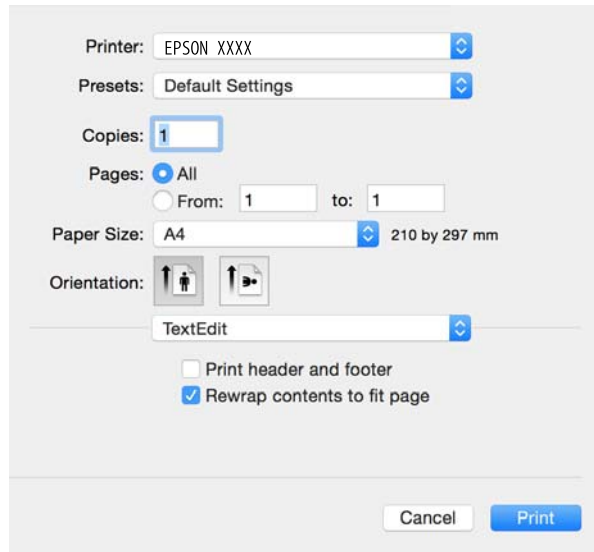 Printer: EPSON XXXX
Presets: Default Settings
Copies: 1
Pages: All
From: 1 to: 1
Paper Size: A4 210 by 297 mm
Orientation:
TextEdit
Print header and footer
Rewrap contents to fit page
Cancel Print